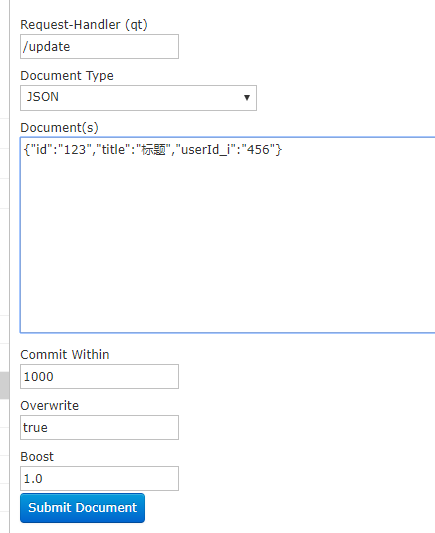 Request-Handler (qt)
/update
Document Type
JSON
Document(s)
{"id":"123","title":"标题","userId_i":"456"}
Commit Within
1000
Overwrite
true
Boost
1.0
Submit Document